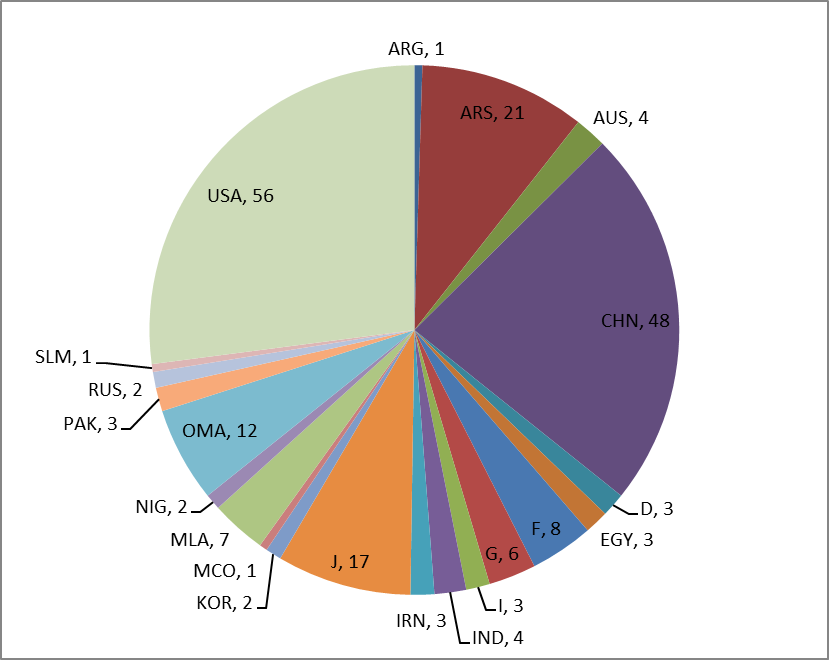 ARG, 1
ARS, 21
AUS, 4
CHN, 48
D, 3
EGY, 3
F, 8
G, 6
I, 3
IND, 4
IRN, 3
J, 17
KOR, 2
MCO, 1
MLA, 7
NIG, 2
OMA, 12
PAK, 3
RUS, 2
SLM, 1
USA, 56